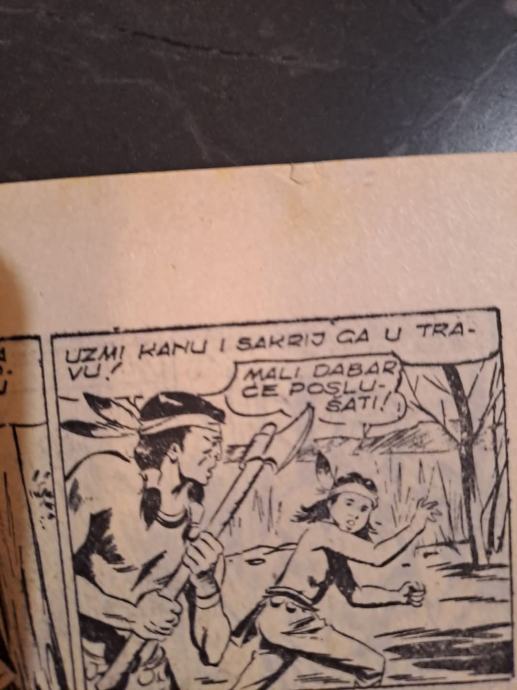 UZMI KANU I SAKRIJ GA U TRA-
VU!
MALI DABAR
ĆE POSLU-
ŠATI!